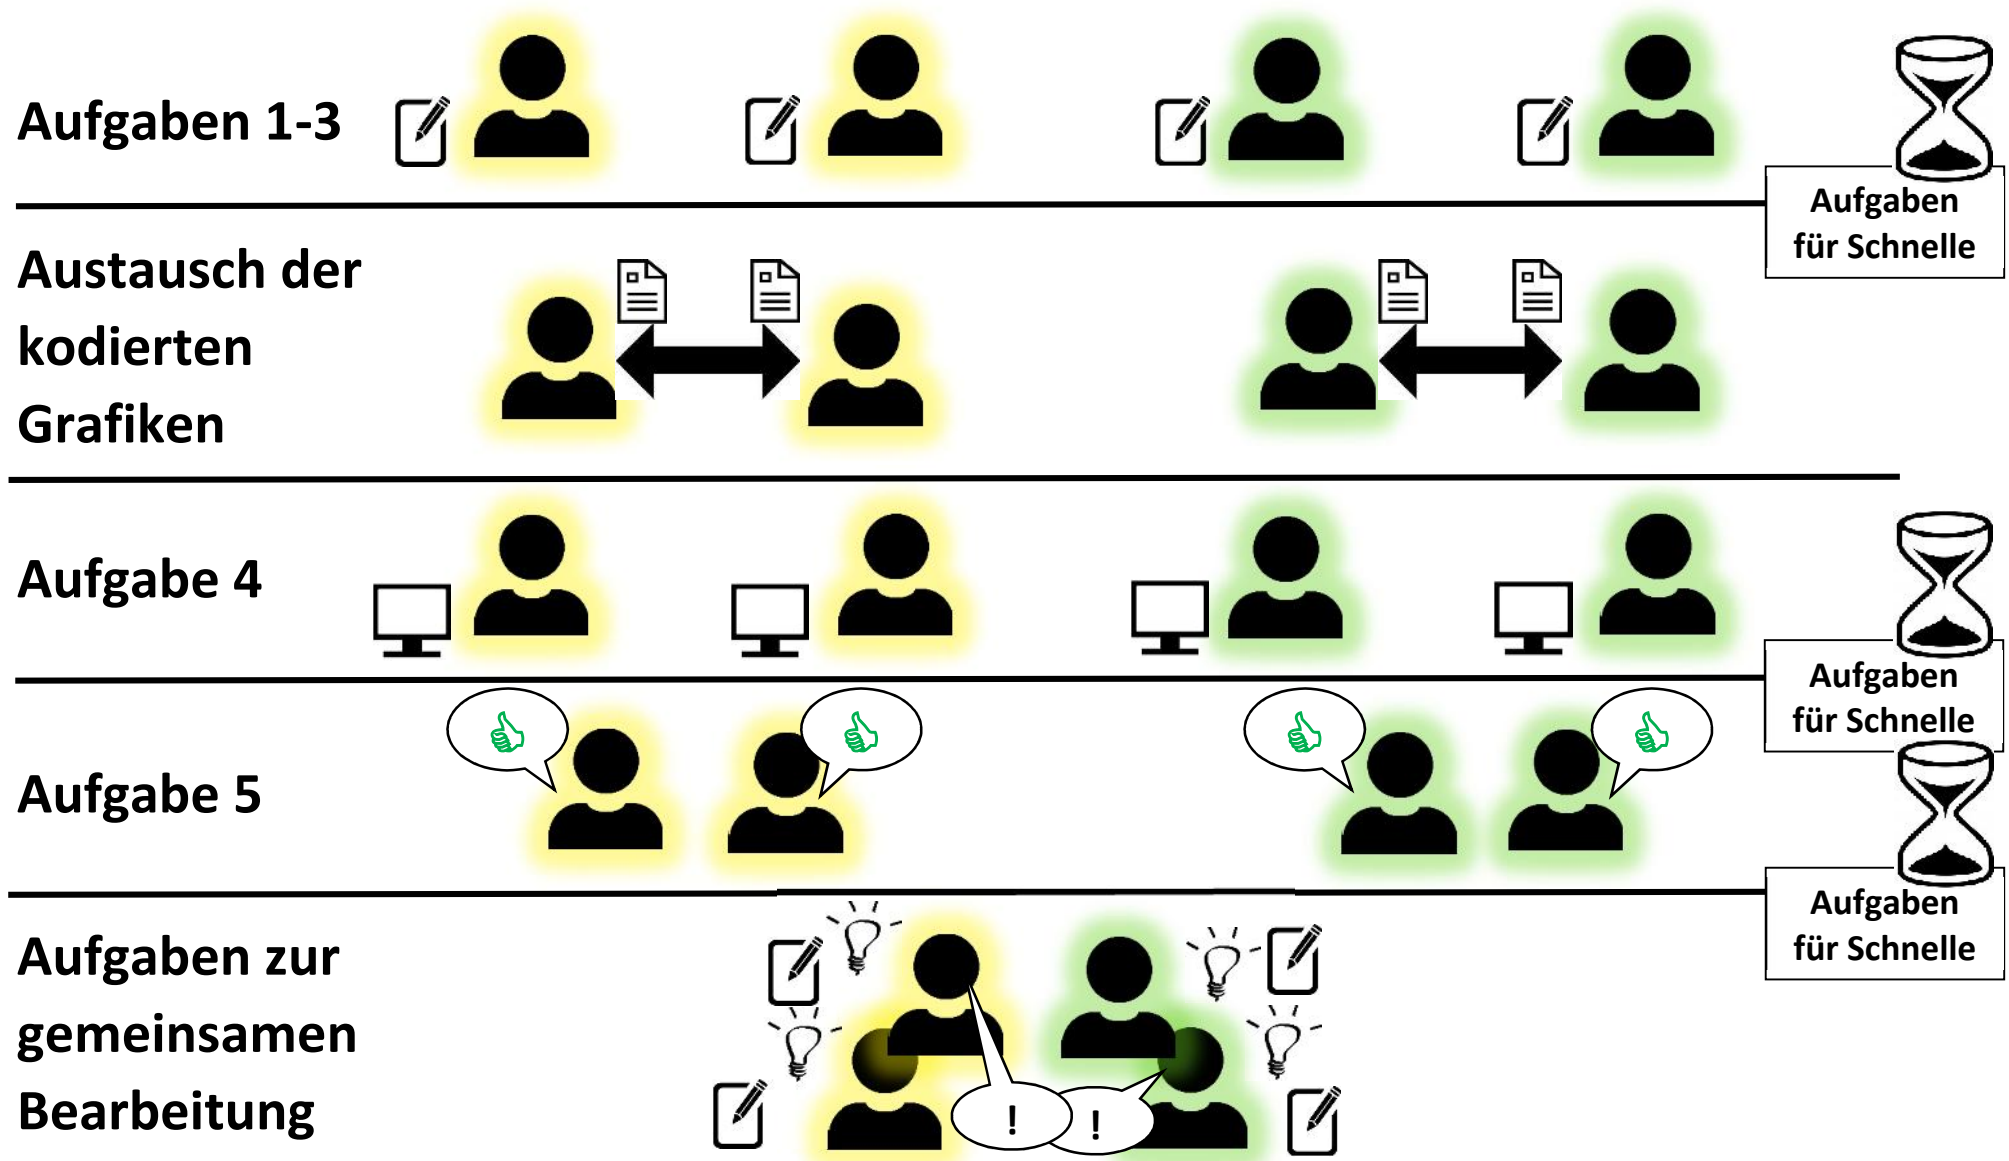 Aufgaben 1-3
Aufgaben
für Schnelle
Austausch der
kodierten
Grafiken
Aufgabe 4
Aufgaben
für Schnelle
Aufgabe 5
Aufgaben
für Schnelle
Aufgaben zur
gemeinsamen
Bearbeitung
!
!